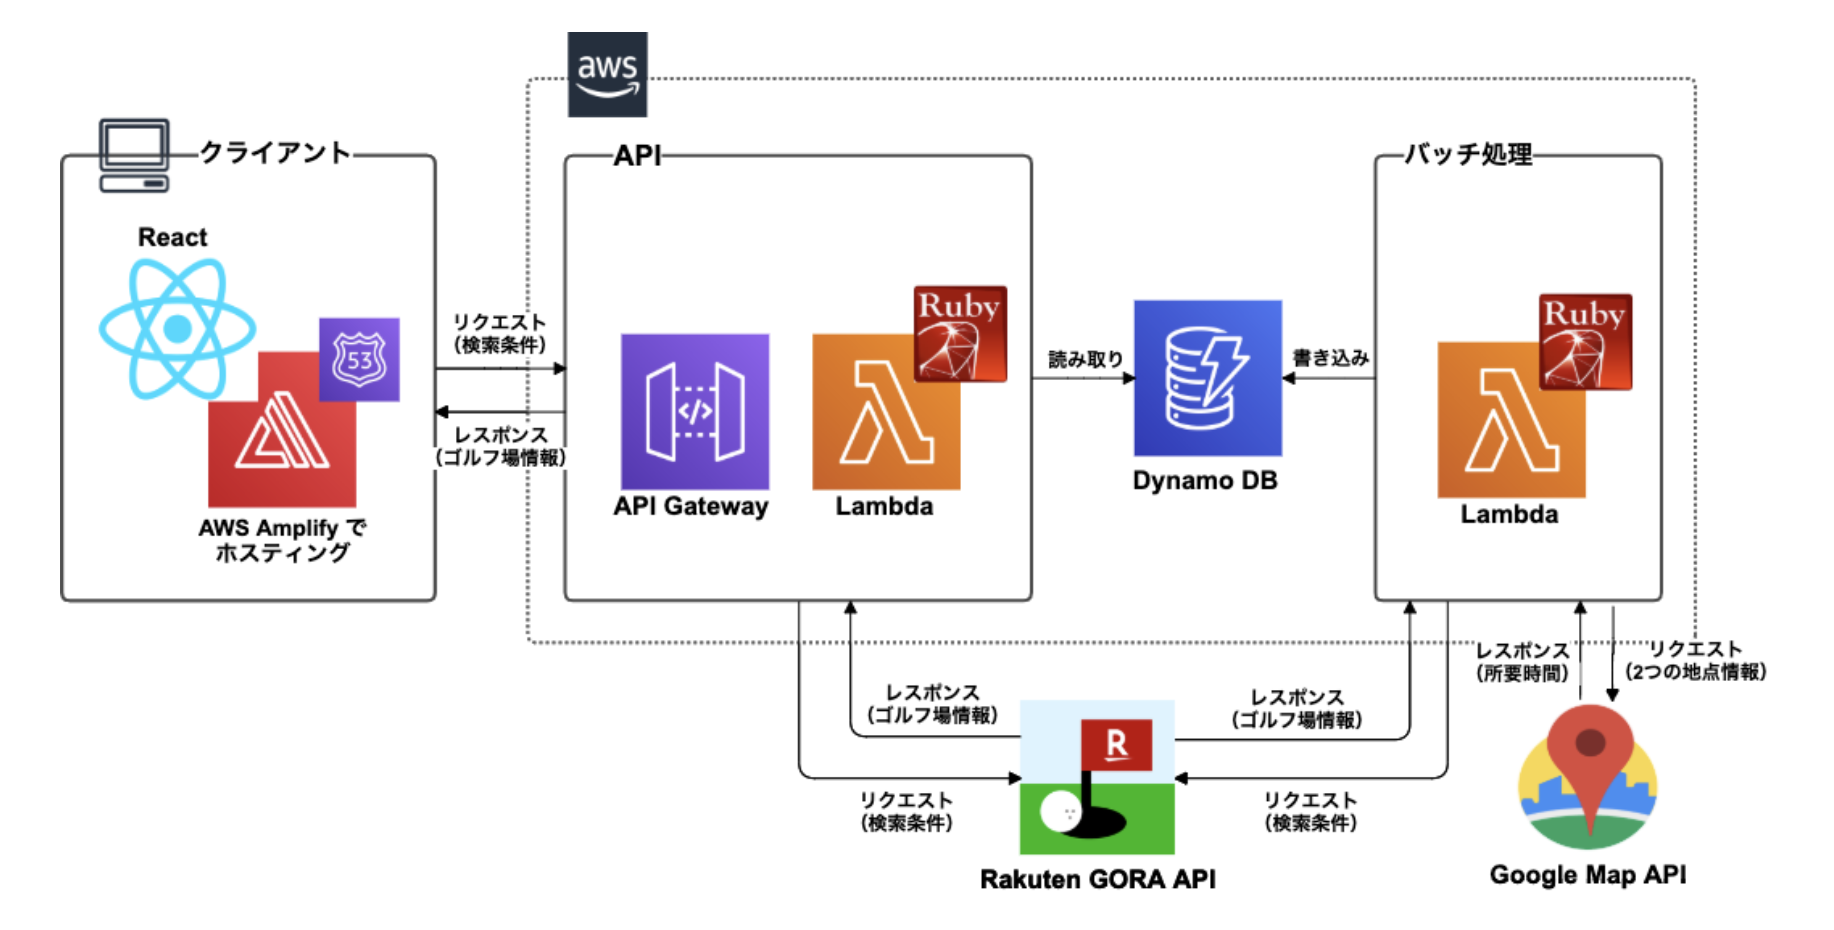 aws
クライアント
API
バッチ処理
React
53
リクエスト
（検索条件）
レスポンス
（ゴルフ場情報）
AWS Amplify で
ホスティング
</>
API Gateway
Ruby
Lambda
読み取り
Dynamo DB
書き込み
Ruby
Lambda
レスポンス
（ゴルフ場情報）
リクエスト
（検索条件）
R
Rakuten GORA API
レスポンス
（ゴルフ場情報）
リクエスト
（検索条件）
レスポンス
（所要時間）
リクエスト
（2つの地点情報）
Google Map API